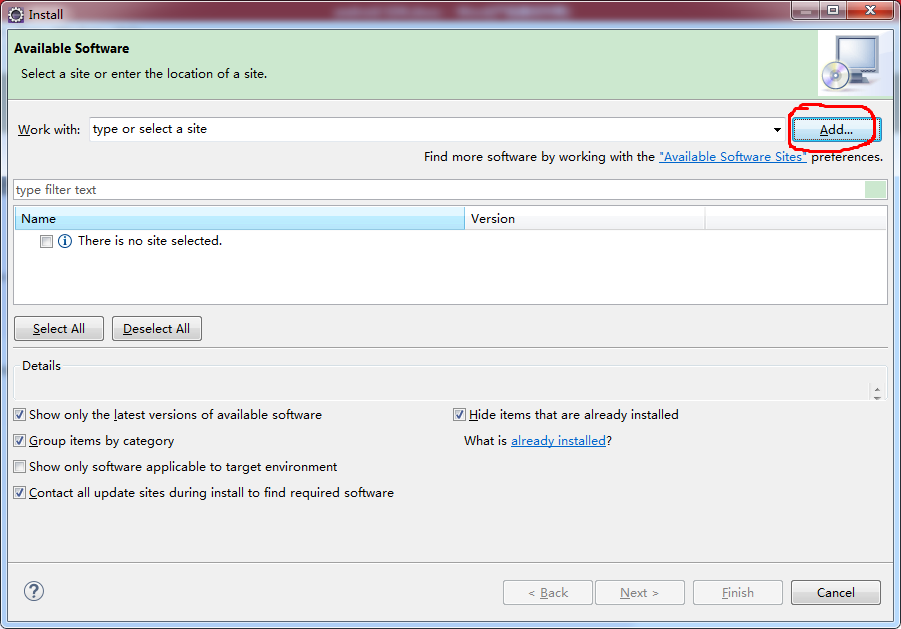 Install
Available Software
Select a site or enter the location of a site.
Work with: type or select a site Add...
Find more software by working with the "Available Software Sites" preferences.
type filter text
Name Version
There is no site selected.
Select All Deselect All
Details
Show only the latest versions of available software Hide items that are already installed
Group items by category What is already installed?
Show only software applicable to target environment
Contact all update sites during install to find required software
? < Back Next > Finish Cancel